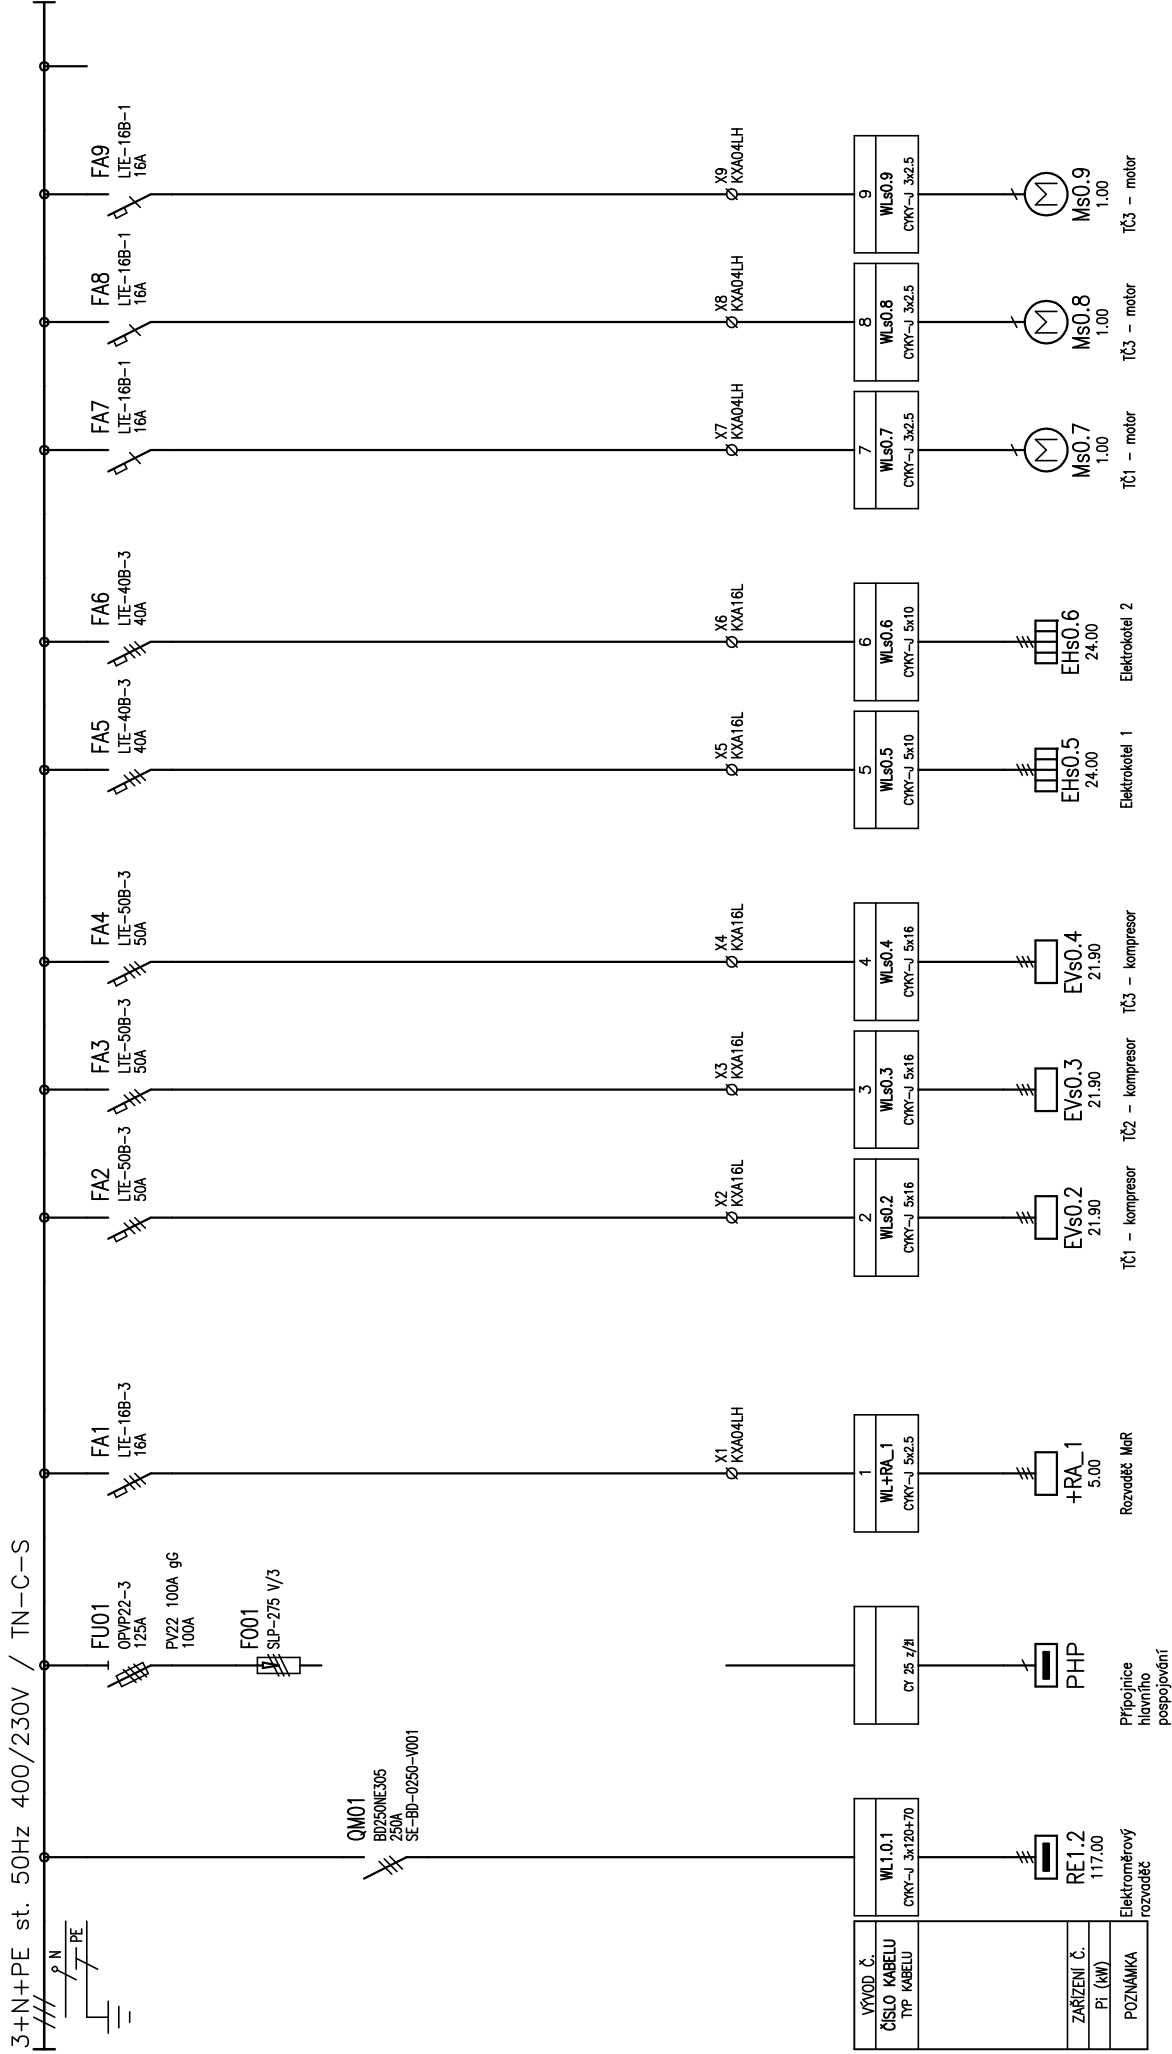 3+N+PE st. 50Hz 400/230V / TN-C-S
N
PE
QM01
BD250NE305
250A
SE-BD-0250-V001
FU01
OPVP22-3
125A
PV22 100A gG
100A
F001
SLP-275 V/3
FA1
LTE-16B-3
16A
FA2
LTE-50B-3
50A
FA3
LTE-50B-3
50A
FA4
LTE-50B-3
50A
FA5
LTE-40B-3
40A
FA6
LTE-40B-3
40A
FA7
LTE-16B-1
16A
FA8
LTE-16B-1
16A
FA9
LTE-16B-1
16A
X1
KXA04LH
X2
KXA16L
X3
KXA16L
X4
KXA16L
X5
KXA16L
X6
KXA16L
X7
KXA04LH
X8
KXA04LH
X9
KXA04LH
VÝVOD Č.
ČÍSLO KABELU
TYP KABELU
ZAŘÍZENÍ Č.
Pi (kW)
POZNÁMKA
WL1.0.1
CYKY-J 3x120+70
RE1.2
117.00
Elektroměrový
rozvaděč
CY 25 z/žl
PHP
Přípojnice
hlavního
pospojování
1
WL+RA_1
CYKY-J 5x2.5
+RA_1
5.00
Rozvaděč MaR
2
WLs0.2
CYKY-J 5x16
EVs0.2
21.90
TČ1 - kompresor
3
WLs0.3
CYKY-J 5x16
EVs0.3
21.90
TČ2 - kompresor
4
WLs0.4
CYKY-J 5x16
EVs0.4
21.90
TČ3 - kompresor
5
WLs0.5
CYKY-J 5x10
EHs0.5
24.00
Elektrokotel 1
6
WLs0.6
CYKY-J 5x10
EHs0.6
24.00
Elektrokotel 2
7
WLs0.7
CYKY-J 3x2.5
M
Ms0.7
1.00
TČ1 - motor
8
WLs0.8
CYKY-J 3x2.5
M
Ms0.8
1.00
TČ3 - motor
9
WLs0.9
CYKY-J 3x2.5
M
Ms0.9
1.00
TČ3 - motor